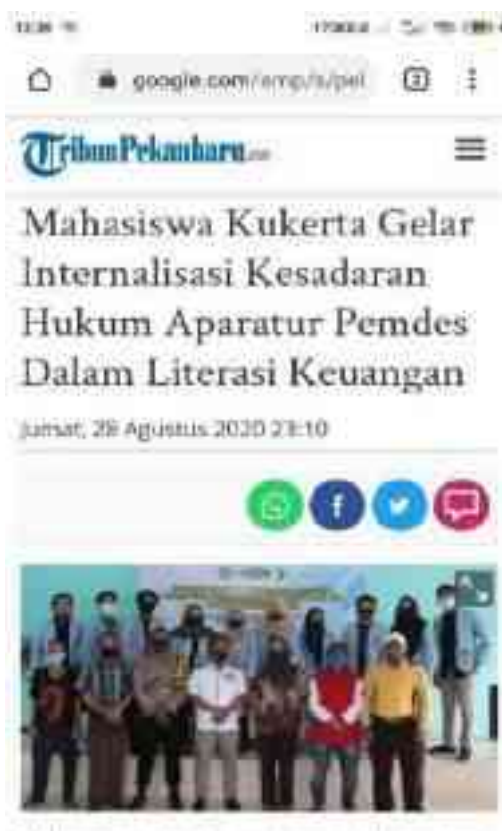 google.com/amp/s/pel
TribunPekanbaru
Mahasiswa Kukerta Gelar
Internalisasi Kesadaran
Hukum Aparatur Pemdes
Dalam Literasi Keuangan
Jumat, 28 Agustus 2020 23:10